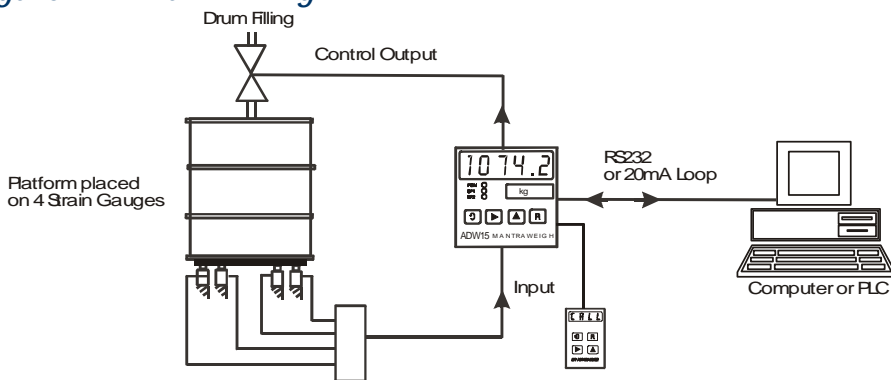 Drum Filling
Control Output
1074.2
kg
R
ADW15 MANTRAWEIGH
RS232
or 20mA Loop
Platform placed
on 4 Strain Gauges
Input
Computer or PLC
R